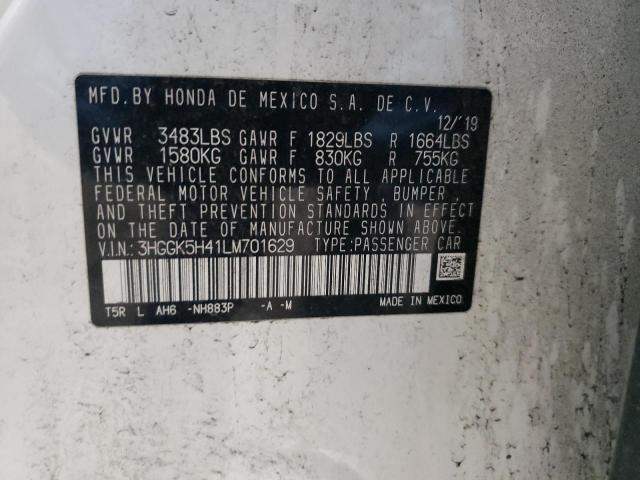 MFD. BY HONDA DE MEXICO S.A. DE C.V.
12/'19
GVWR 3483LBS GAWR F 1829LBS R 1664LBS
GVWR 1580KG GAWR F 830KG R 755KG
THIS VEHICLE CONFORMS TO ALL APPLICABLE
FEDERAL MOTOR VEHICLE SAFETY, BUMPER,
AND THEFT PREVENTION STANDARDS IN EFFECT
ON THE DATE OF MANUFACTURE SHOWN ABOVE.
V.I.N.: 3HGGK5H41LM701629 TYPE:PASSENGER CAR
T5R L AH6 -NH883P -A -M MADE IN MEXICO